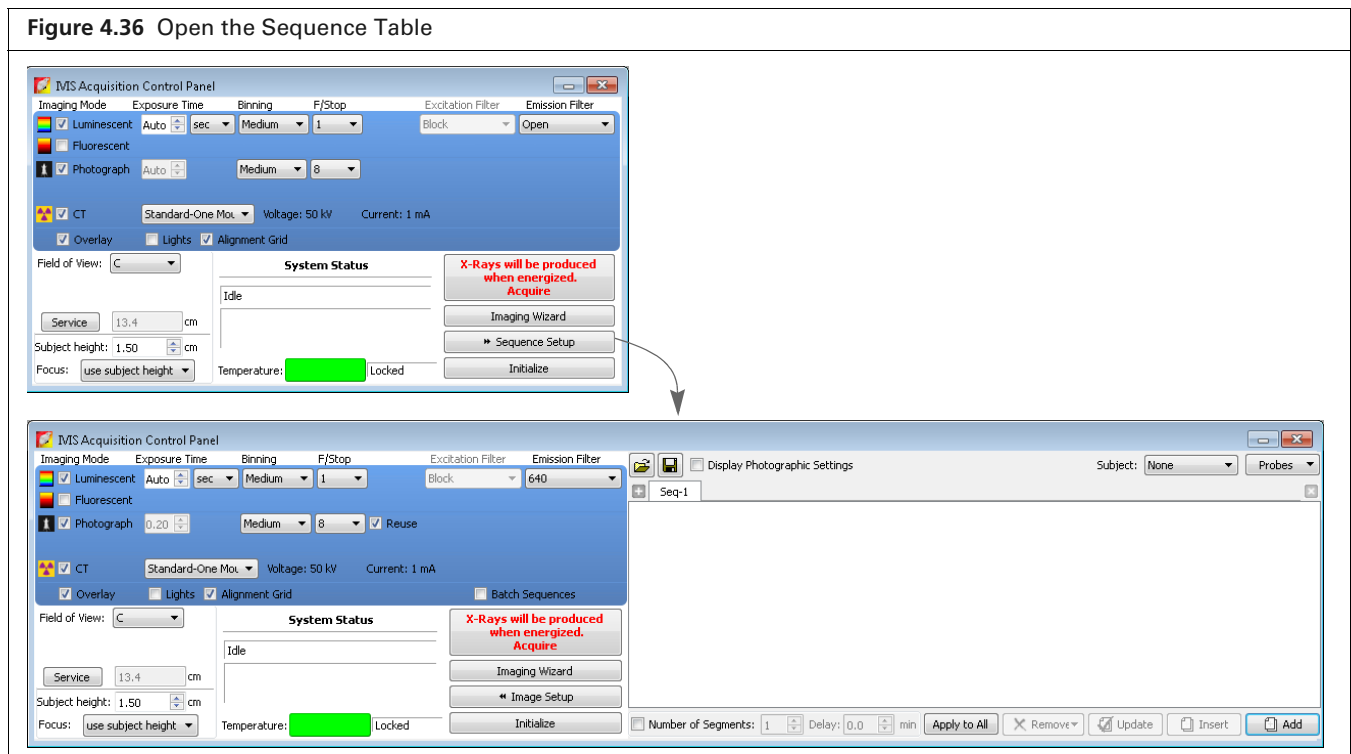 Figure 4.36 Open the Sequence Table
IVIS Acquisition Control Panel
Imaging Mode Exposure Time Binning F/Stop Excitation Filter Emission Filter
Luminescent Auto sec Medium 1 Block Open
Fluorescent
Photograph Auto Medium 8
CT Standard-One Mou Voltage: 50 kV Current: 1 mA
Overlay Lights Alignment Grid
Field of View: C
System Status
X-Rays will be produced
when energized.
Acquire
Idle
Imaging Wizard
Service 13.4 cm
Sequence Setup
Subject height: 1.50 cm
Focus: use subject height
Temperature: Locked
Initialize
IVIS Acquisition Control Panel
Imaging Mode Exposure Time Binning F/Stop Excitation Filter Emission Filter
Luminescent Auto sec Medium 1 Block 640
Fluorescent
Photograph 0.20 Medium 8 Reuse
CT Standard-One Mou Voltage: 50 kV Current: 1 mA
Overlay Lights Alignment Grid Batch Sequences
Field of View: C
System Status
X-Rays will be produced
when energized.
Acquire
Idle
Imaging Wizard
Service 13.4 cm
Image Setup
Subject height: 1.50 cm
Focus: use subject height
Temperature: Locked
Initialize
Display Photographic Settings Subject: None Probes
Seq-1
Number of Segments: 1 Delay: 0.0 min Apply to All Remove Update Insert Add